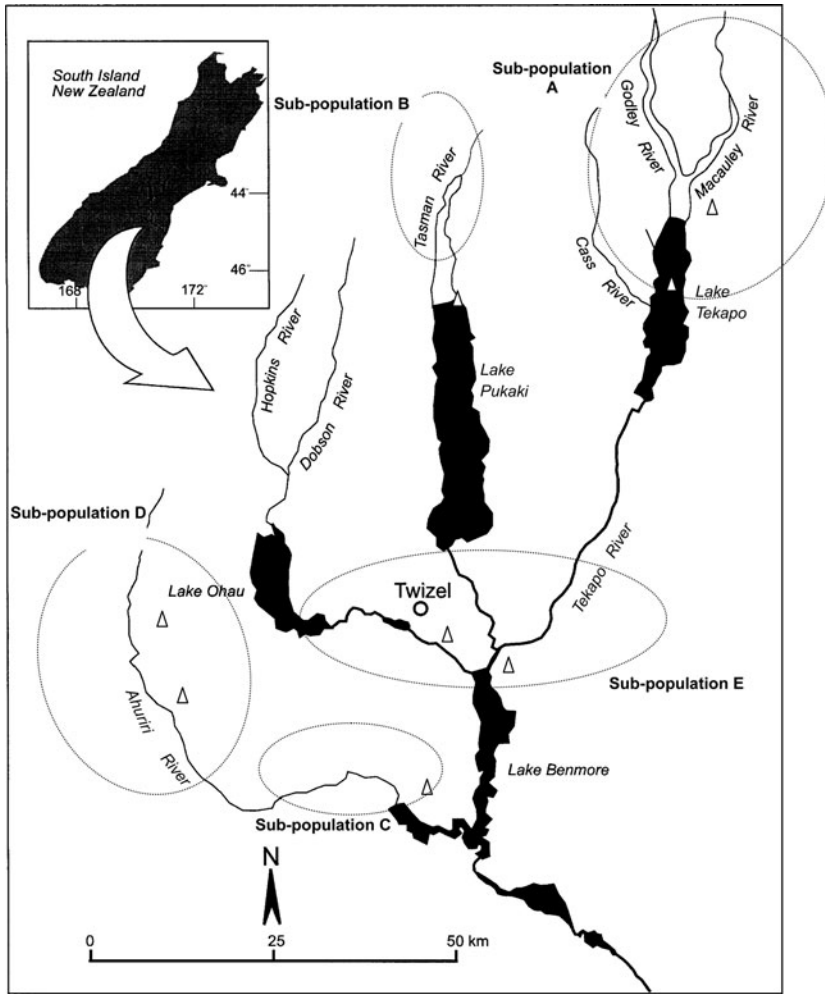 South Island
New Zealand
44-
46-
168
172
Sub-population B
Sub-population
A
Godley
River
Macauley
River
Cass
River
Lake
Tekapo
Tasman
River
Hopkins
River
Dobson
River
Lake
Pukaki
Sub-population D
Lake Ohau
Twizel
Tekapo
River
Sub-population E
Ahuriri
River
Lake Benmore
Sub-population C
N
0
25
50 km